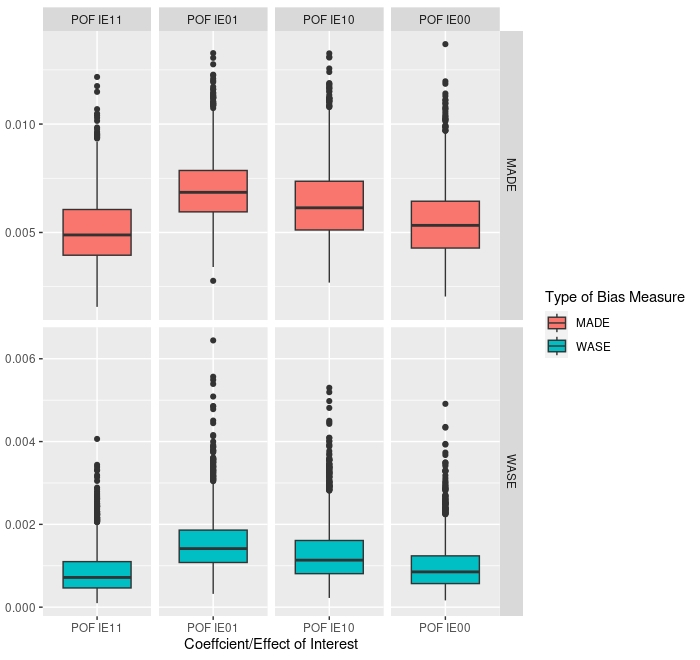 POF IE11 POF IE01 POF IE10 POF IE00
0.010
0.005
MADE
0.006
0.004
0.002
0.000
WASE
POF IE11 POF IE01 POF IE10 POF IE00
Coeffcient/Effect of Interest
Type of Bias Measure
MADE
WASE